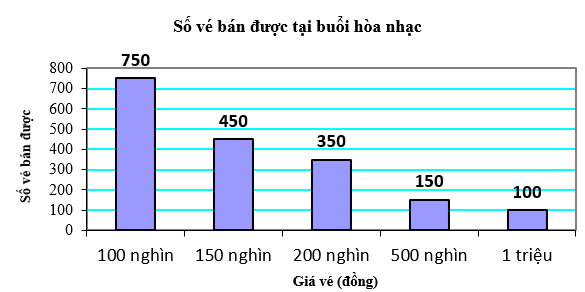 Số vé bán được tại buổi hòa nhạc
Số vé bán được
800
700
600
500
400
300
200
100
0
750
450
350
150
100
100 nghìn
150 nghìn
200 nghìn
500 nghìn
1 triệu
Giá vé (đồng)